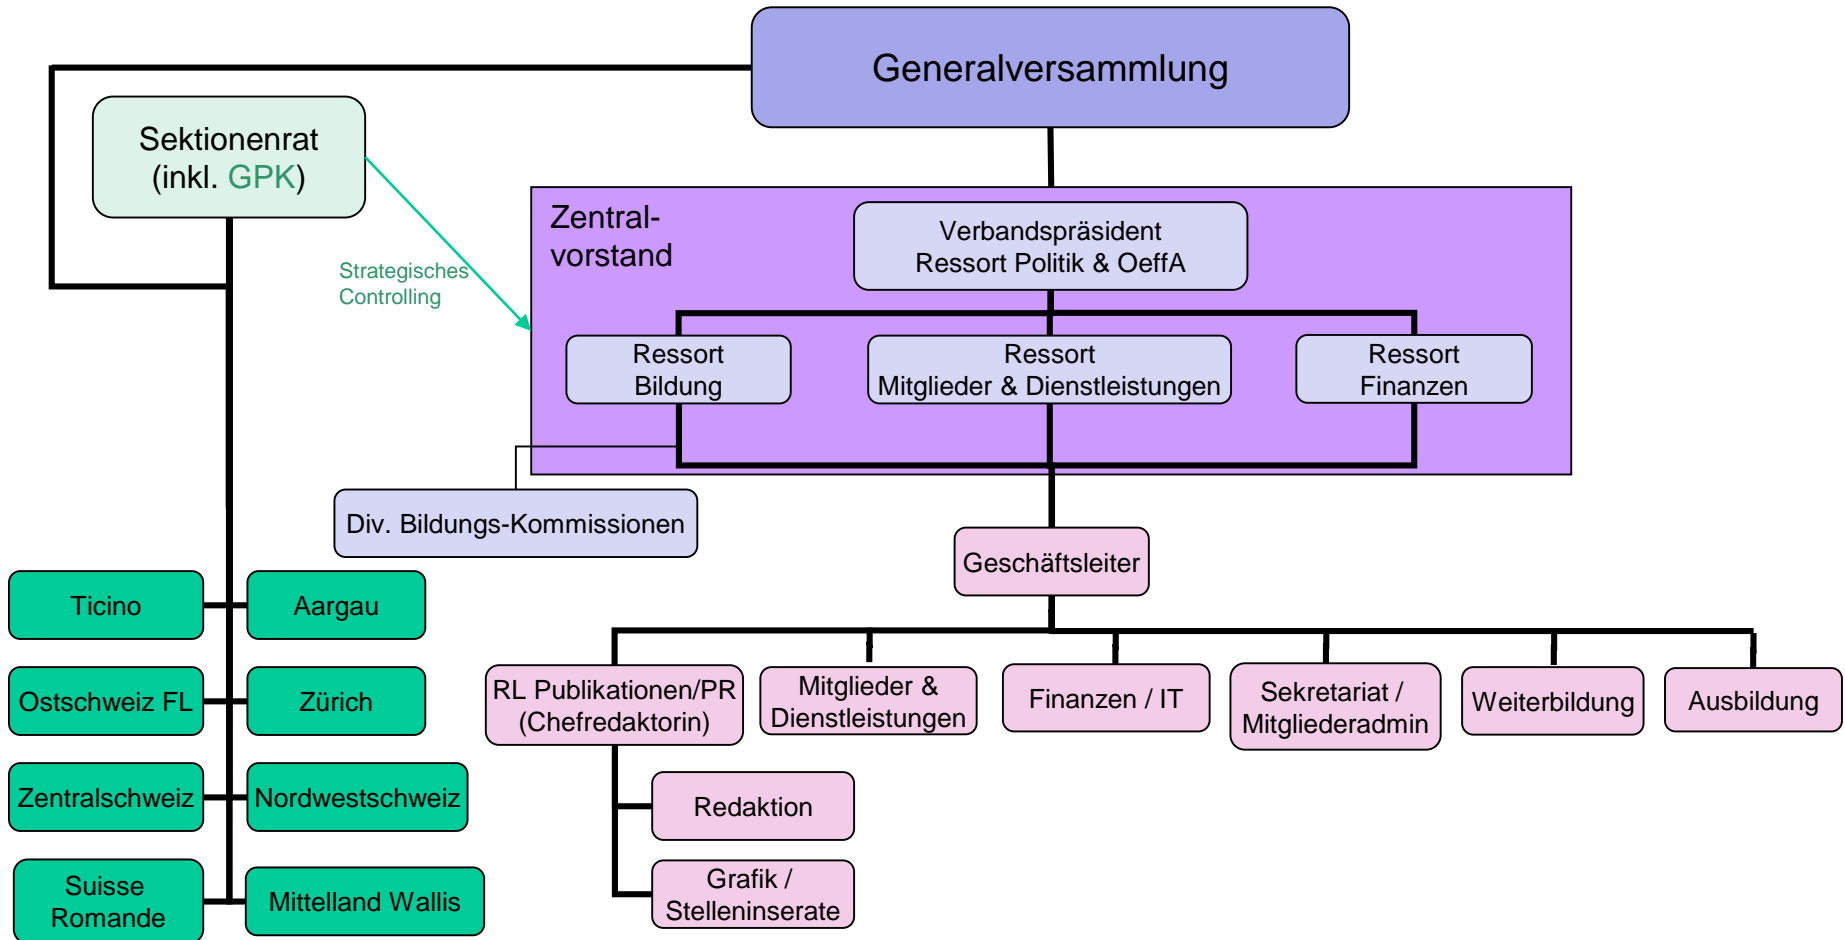 Generalversammlung
Sektionenrat
(inkl. GPK)
Strategisches
Controlling
Zentral-
vorstand
Verbandspräsident
Ressort Politik & OeffA
Ressort
Bildung
Ressort
Mitglieder & Dienstleistungen
Ressort
Finanzen
Div. Bildungs-Kommissionen
Geschäftsleiter
Ticino
Aargau
Ostschweiz FL
Zürich
Zentralschweiz
Nordwestschweiz
Suisse
Romande
Mittelland Wallis
RL Publikationen/PR
(Chefredaktorin)
Mitglieder &
Dienstleistungen
Finanzen / IT
Sekretariat /
Mitgliederadmin
Weiterbildung
Ausbildung
Redaktion
Grafik /
Stelleninserate